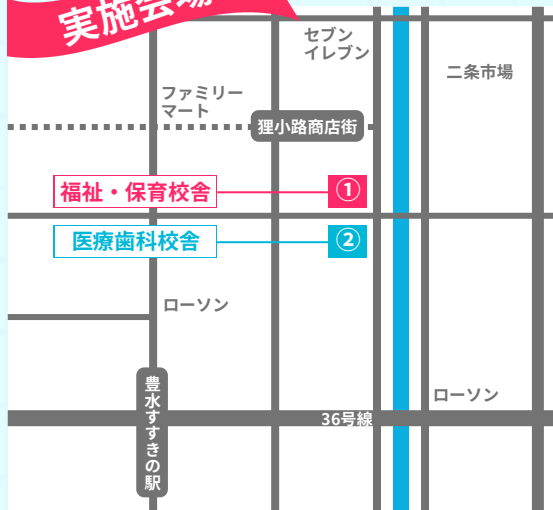 実施会場
セブン
イレブン
二条市場
ファミリー
マート
狸小路商店街
福祉・保育校舎
①
医療歯科校舎
②
ローソン
ローソン
豊水すすきの駅
36号線